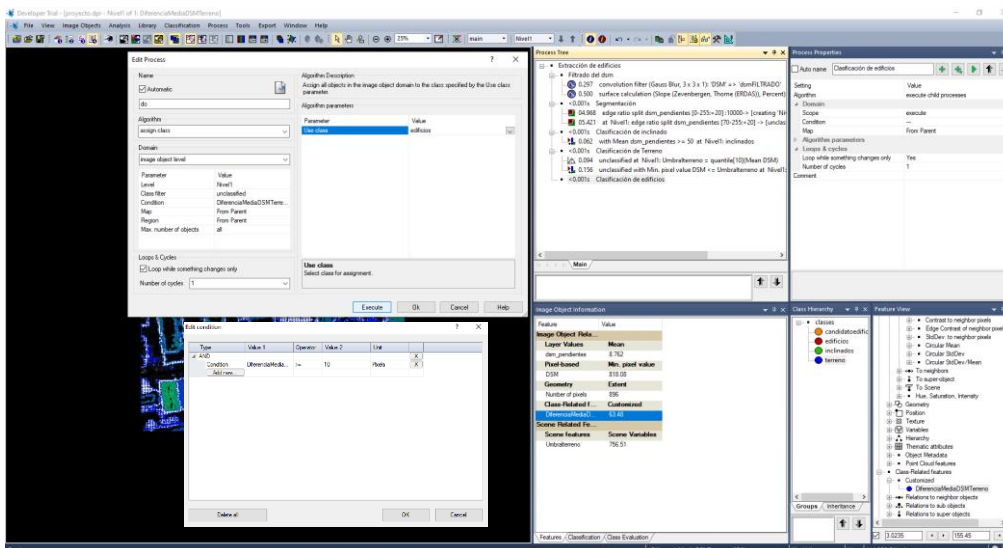 Developer Trial - [proyecto.dpr - Nivel1 of 1: DiferenciaMediaDSMTerreno]
File View Image Objects Analysis Library Classification Process Tools Export Window Help
25% main Nivel1
Edit Process ? X
Name
Automatic
do
Algorithm
assign class
Domain
image object level
Parameter Value
Level Nivel1
Class filter unclassified
Condition DiferenciaMediaDSMTerre...
Map From Parent
Region From Parent
Max. number of objects all
Loops & Cycles
Loop while something changes only
Number of cycles 1
Algorithm Description
Assign all objects in the image object domain to the class specified by the Use class parameter.
Algorithm parameters
Parameter Value
Use class edificios
Use class
Select class for assignment.
Execute Ok Cancel Help
Edit condition ? X
Type Value 1 Operator Value 2 Unit
AND X
Condition DiferenciaMedia... >= 10 Pixels X
Add new...
Delete all OK Cancel
Process Tree
Extracción de edificios
Filtrado del dsm
0.297 convolution filter (Gauss Blur, 3 x 3 x 1): 'DSM' => 'dsmFILTRADO'
0.500 surface calculation (Slope (Zevenbergen, Thorne (ERDAS)), Percent)
<0.001s Segmentación
04.968 edge ratio split dsm_pendientes [0-255:+20] :10000-> [creating 'Ni
05.421 at Nivel1: edge ratio split dsm_pendientes [70-255:+20] -> (unclas
<0.001s Clasificación de inclinado
0.062 with Mean dsm_pendientes >= 50 at Nivel1: inclinados
<0.001s Clasificación de Terreno
0.094 unclassified at Nivel1: Umbralterreno = quantile[10](Mean DSM)
0.156 unclassified with Min. pixel value DSM <= Umbralterreno at Nivel1:
<0.001s Clasificación de edificios
Main
Process Properties
Auto name Clasificación de edificios
Setting Value
Algorithm execute child processes
Domain
Scope execute
Condition ---
Map From Parent
Algorithm parameters
Loops & cycles
Loop while something changes only Yes
Number of cycles 1
Comment
Image Object Information
Feature Value
Image Object Rela...
Layer Values Mean
dsm_pendientes 8.762
Pixel-based Min. pixel value
DSM 818.08
Geometry Extent
Number of pixels 896
Class-Related f... Customized
DiferenciaMediaD... 63.48
Scene Related Fe...
Scene features Scene Variables
Umbralterreno 756.51
Features Classification Class Evaluation
Class Hierarchy
classes
candidatoedific
edificios
inclinados
terreno
Groups Inheritance
Feature View
Contrast to neighbor pixels
Edge Contrast of neighbor pixel
StdDev. to neighbor pixels
Circular Mean
Circular StdDev
Circular StdDev/Mean
To neighbors
To super-object
To Scene
Hue, Saturation, Intensity
Geometry
Position
Texture
Variables
Hierarchy
Thematic attributes
Object Metadata
Point Cloud features
Class-Related features
Customized
DiferenciaMediaDSMTerreno
Relations to neighbor objects
Relations to sub objects
Relations to super objects
3.0235 155.45